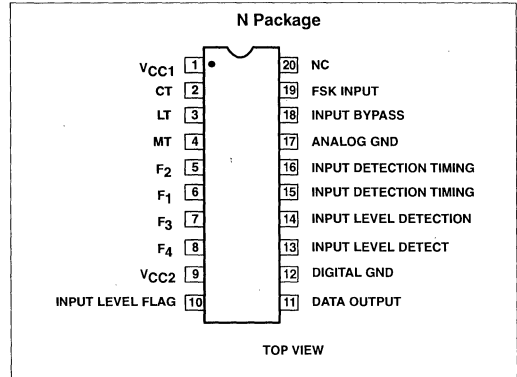 N Package
VCC1 1 20 NC
CT 2 19 FSK INPUT
LT 3 18 INPUT BYPASS
MT 4 17 ANALOG GND
F2 5 16 INPUT DETECTION TIMING
F1 6 15 INPUT DETECTION TIMING
F3 7 14 INPUT LEVEL DETECTION
F4 8 13 INPUT LEVEL DETECT
VCC2 9 12 DIGITAL GND
INPUT LEVEL FLAG 10 11 DATA OUTPUT
TOP VIEW